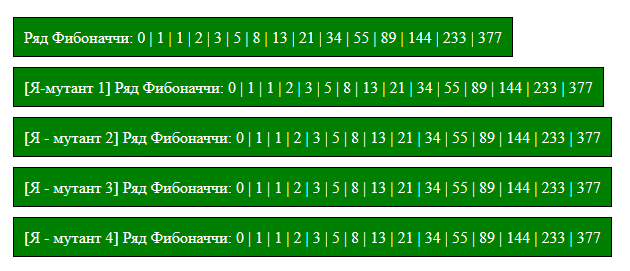 Ряд Фибоначчи: 0 | 1 | 1 | 2 | 3 | 5 | 8 | 13 | 21 | 34 | 55 | 89 | 144 | 233 | 377
[Я-мутант 1] Ряд Фибоначчи: 0 | 1 | 1 | 2 | 3 | 5 | 8 | 13 | 21 | 34 | 55 | 89 | 144 | 233 | 377
[Я - мутант 2] Ряд Фибоначчи: 0 | 1 | 1 | 2 | 3 | 5 | 8 | 13 | 21 | 34 | 55 | 89 | 144 | 233 | 377
[Я - мутант 3] Ряд Фибоначчи: 0 | 1 | 1 | 2 | 3 | 5 | 8 | 13 | 21 | 34 | 55 | 89 | 144 | 233 | 377
[Я - мутант 4] Ряд Фибоначчи: 0 | 1 | 1 | 2 | 3 | 5 | 8 | 13 | 21 | 34 | 55 | 89 | 144 | 233 | 377